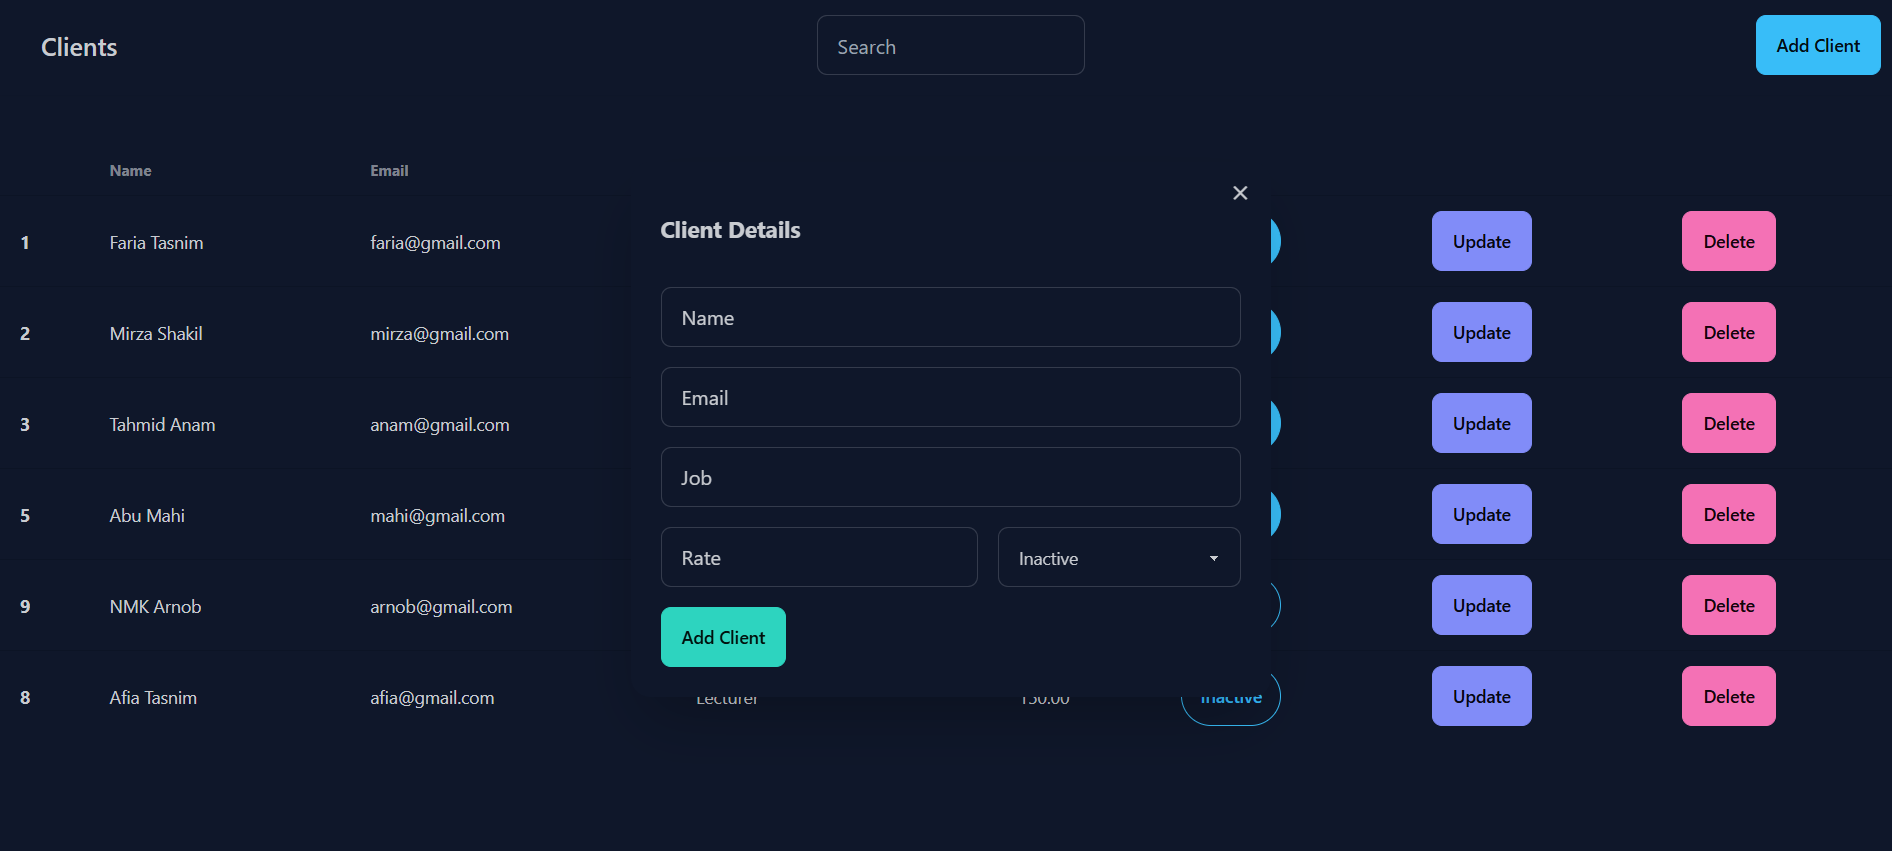 Clients
Search
Add Client
Name Email
✕
Client Details
1 Faria Tasnim faria@gmail.com Update Delete
Name
2 Mirza Shakil mirza@gmail.com Update Delete
Email
3 Tahmid Anam anam@gmail.com Update Delete
Job
5 Abu Mahi mahi@gmail.com Update Delete
Rate Inactive
9 NMK Arnob arnob@gmail.com Update Delete
Add Client
8 Afia Tasnim afia@gmail.com Lecturer 150.00 Inactive Update Delete